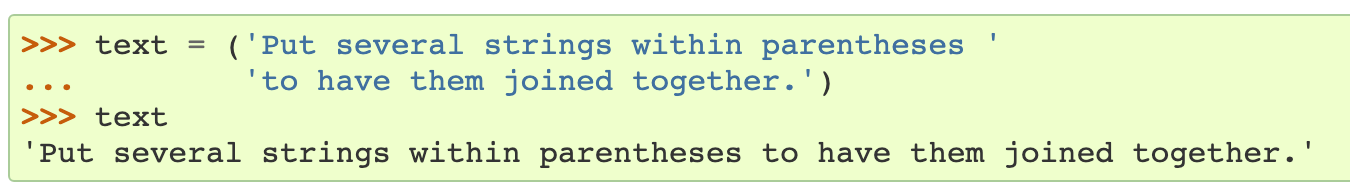 >>> text = ('Put several strings within parentheses '
...         'to have them joined together.')
>>> text
'Put several strings within parentheses to have them joined together.'